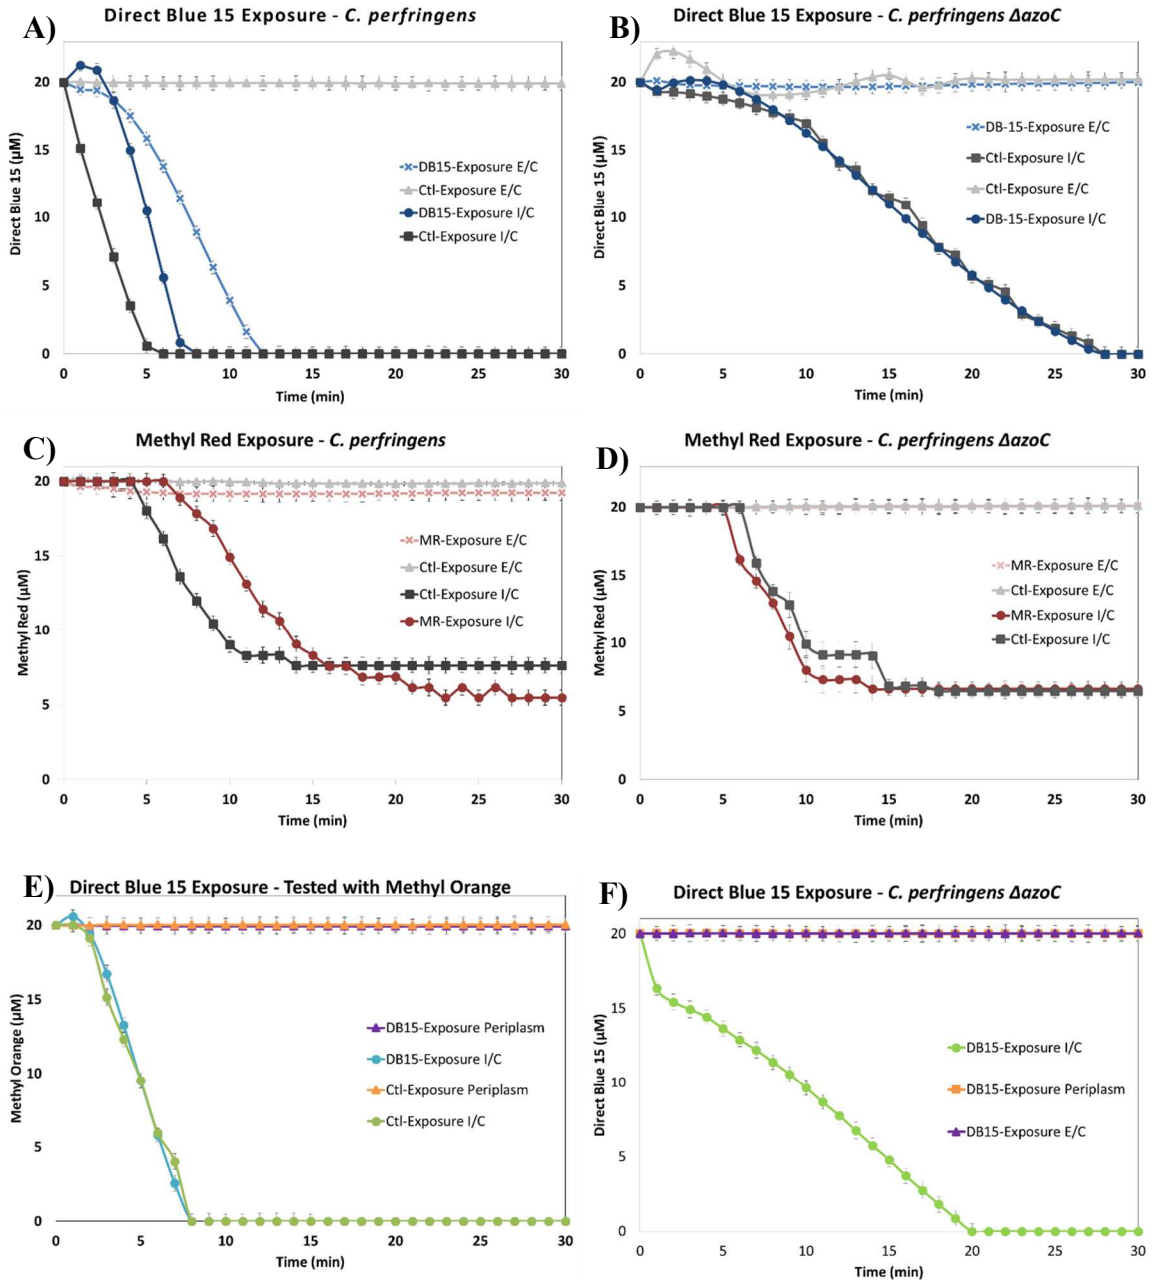 A)
Direct Blue 15 Exposure - C. perfringens
Direct Blue 15 (µM)
20
15
10
5
0
DB15-Exposure E/C
Ctl-Exposure E/C
DB15-Exposure I/C
Ctl-Exposure I/C
0 5 10 15 20 25 30
Time (min)
B)
Direct Blue 15 Exposure - C. perfringens ΔazoC
Direct Blue 15 (µM)
20
15
10
5
0
DB-15-Exposure E/C
Ctl-Exposure I/C
Ctl-Exposure E/C
DB-15-Exposure I/C
0 5 10 15 20 25 30
Time (min)
C)
Methyl Red Exposure - C. perfringens
Methyl Red (µM)
20
15
10
5
0
MR-Exposure E/C
Ctl-Exposure E/C
Ctl-Exposure I/C
MR-Exposure I/C
0 5 10 15 20 25 30
Time (min)
D)
Methyl Red Exposure - C. perfringens ΔazoC
Methyl Red (µM)
20
15
10
5
0
MR-Exposure E/C
Ctl-Exposure E/C
MR-Exposure I/C
Ctl-Exposure I/C
0 5 10 15 20 25 30
Time (min)
E)
Direct Blue 15 Exposure - Tested with Methyl Orange
Methyl Orange (µM)
20
15
10
5
0
DB15-Exposure Periplasm
DB15-Exposure I/C
Ctl-Exposure Periplasm
Ctl-Exposure I/C
0 5 10 15 20 25 30
Time (min)
F)
Direct Blue 15 Exposure - C. perfringens ΔazoC
Direct Blue 15 (µM)
20
15
10
5
0
DB15-Exposure I/C
DB15-Exposure Periplasm
DB15-Exposure E/C
0 5 10 15 20 25 30
Time (min)